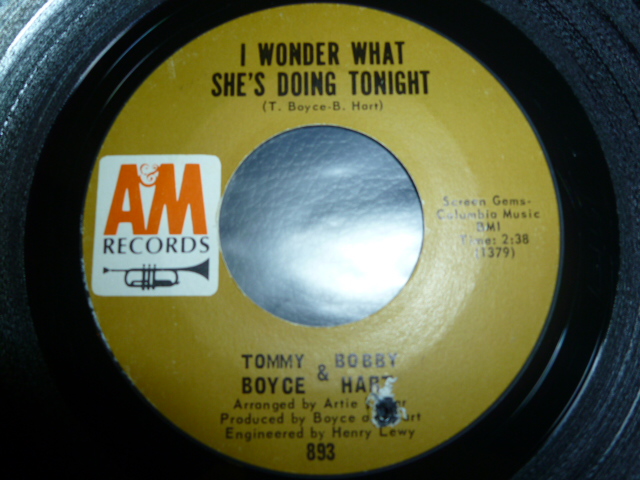 I WONDER WHAT
SHE'S DOING TONIGHT
(T. Boyce-B. Hart)
A&M
RECORDS
Screen Gems-
Columbia Music
BMI
Time: 2:38
(1379)
TOMMY & BOBBY
BOYCE HART
Arranged by Artie
Produced by Boyce
Engineered by Henry Lewy
893